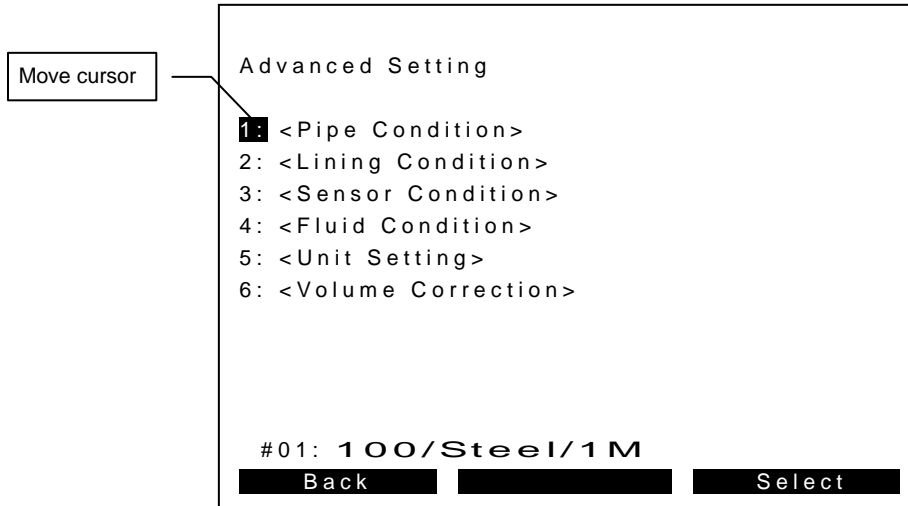 Move cursor
Advanced Setting
1: <Pipe Condition>
2: <Lining Condition>
3: <Sensor Condition>
4: <Fluid Condition>
5: <Unit Setting>
6: <Volume Correction>
#01: 100/Steel/1M
Back Select